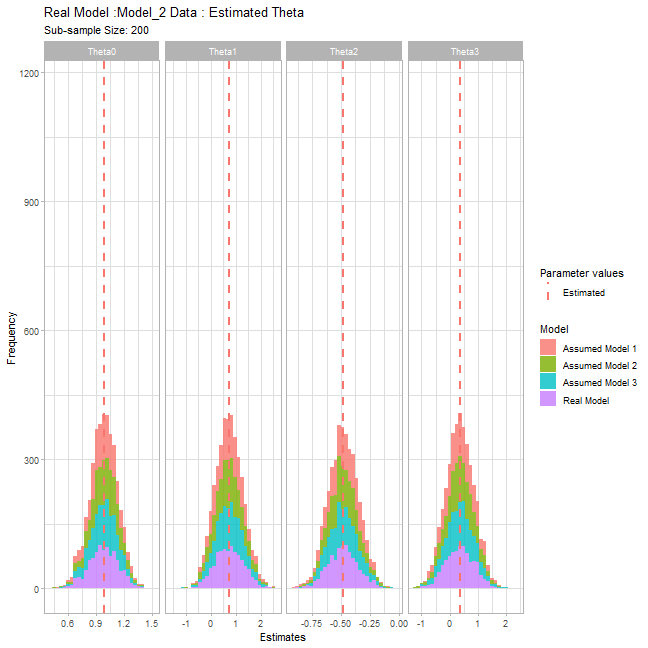 Real Model :Model_2 Data : Estimated Theta
Sub-sample Size: 200
Theta0 Theta1 Theta2 Theta3
1200
900
600
300
0
Frequency
0.6 0.9 1.2 1.5 -1 0 1 2 -0.75 -0.50 -0.25 0.00 -1 0 1 2
Estimates
Parameter values
Estimated
Model
Assumed Model 1
Assumed Model 2
Assumed Model 3
Real Model